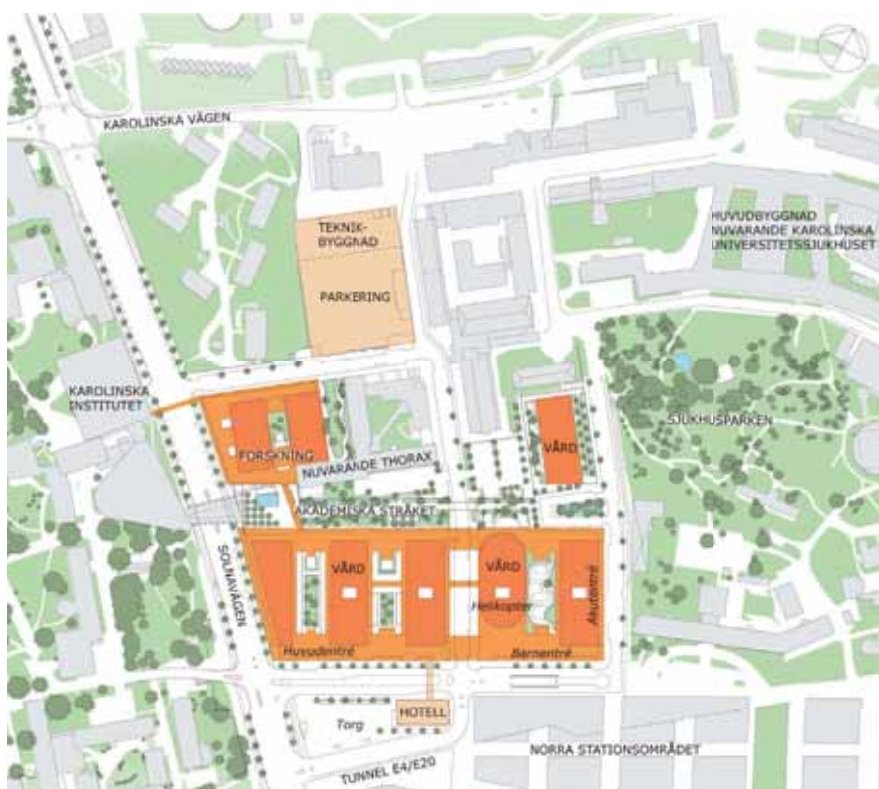 KAROLINSKA VÄGEN
TEKNIK-
BYGGNAD
HUVUDBYGGNAD
NUVARANDE KAROLINSKA
UNIVERSITETSSJUKHUSET
PARKERING
KAROLINSKA
INSTITUTET
SJUKHUSPARKEN
FORSKNING
VÅRD
NUVARANDE THORAX
AKADEMISKA STRÅKET
SOLNAVÄGEN
VÅRD
VÅRD
Helikopter
Akutentré
Huvudentré
Barnentré
HOTELL
Torg
NORRA STATIONSOMRÅDET
TUNNEL E4/E20